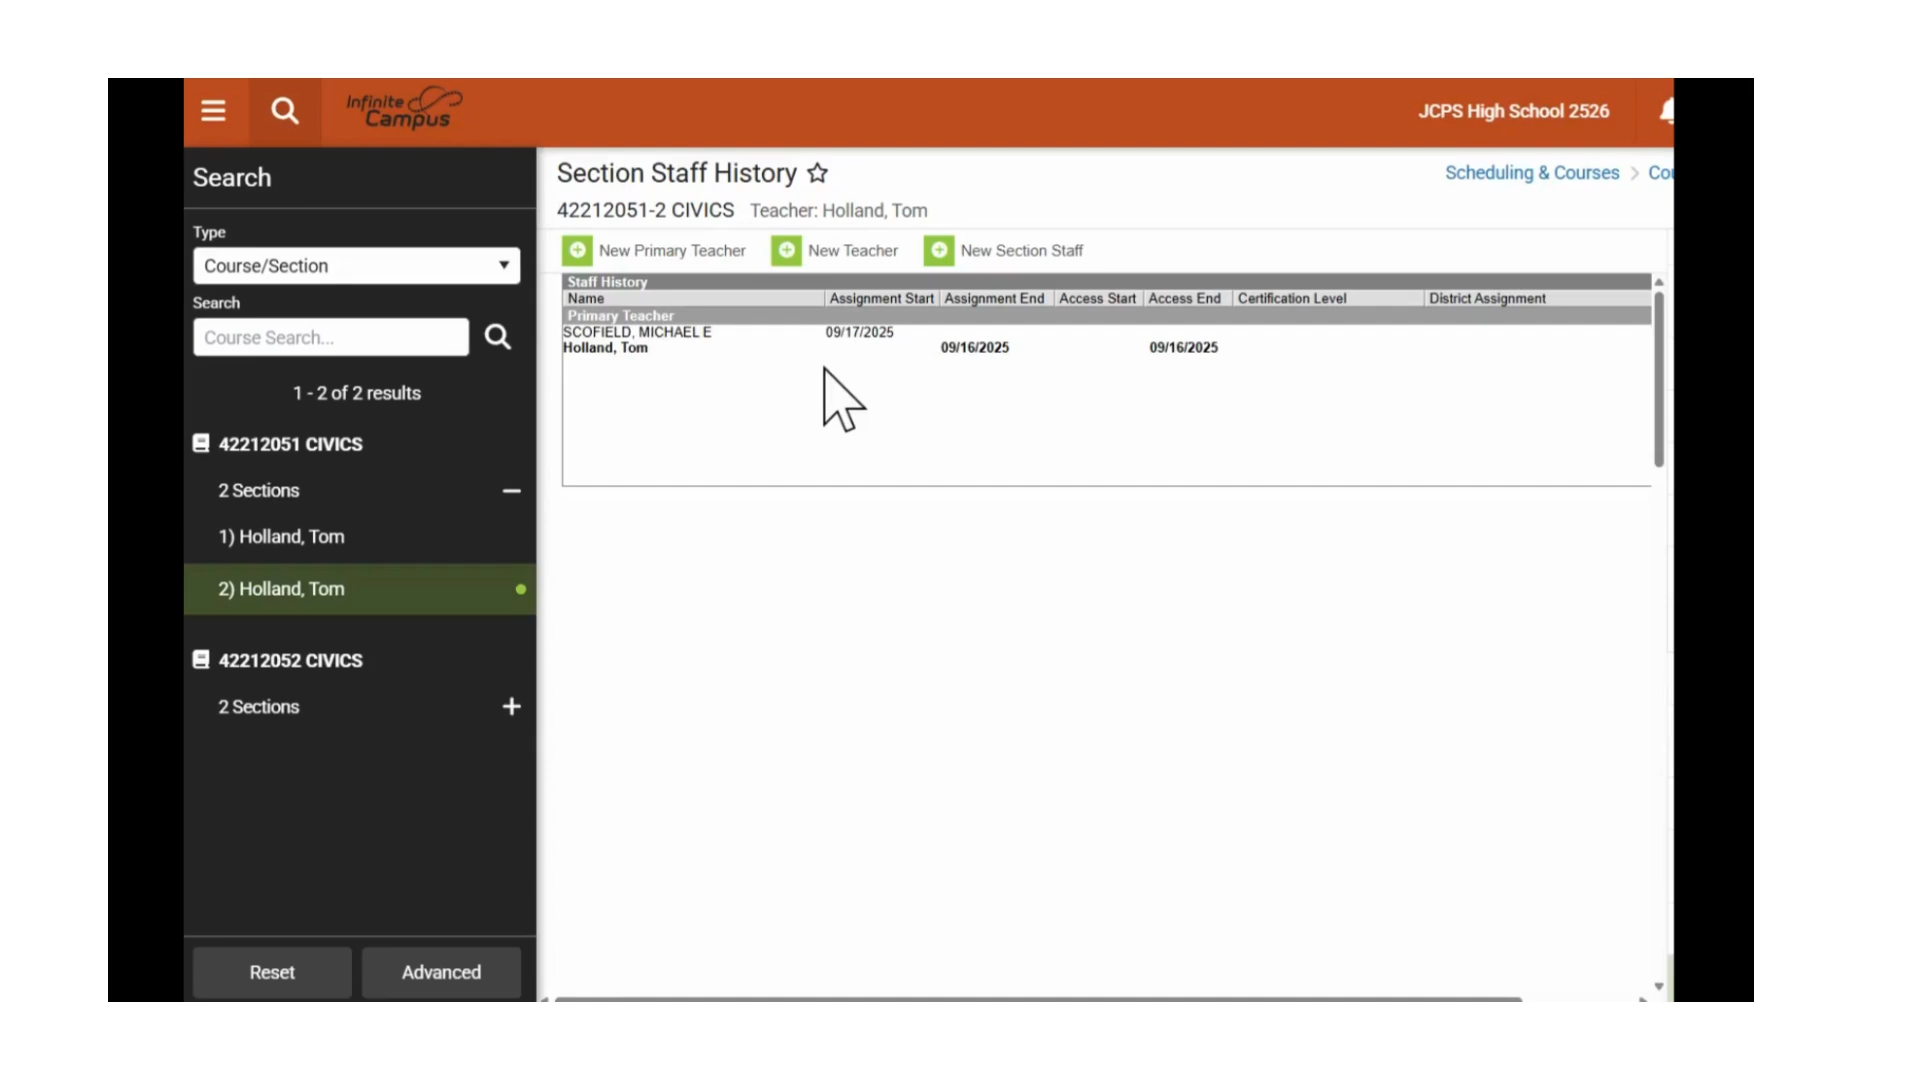 Infinite
Campus
JCPS High School 2526
Search
Type
Course/Section
Search
Course Search...
1 - 2 of 2 results
42212051 CIVICS
2 Sections
1) Holland, Tom
2) Holland, Tom
42212052 CIVICS
2 Sections
Reset
Advanced
Section Staff History
Scheduling & Courses > Cou
42212051-2 CIVICS Teacher: Holland, Tom
New Primary Teacher New Teacher New Section Staff
Staff History
Name Assignment Start Assignment End Access Start Access End Certification Level District Assignment
Primary Teacher
SCOFIELD, MICHAEL E 09/17/2025
Holland, Tom 09/16/2025 09/16/2025